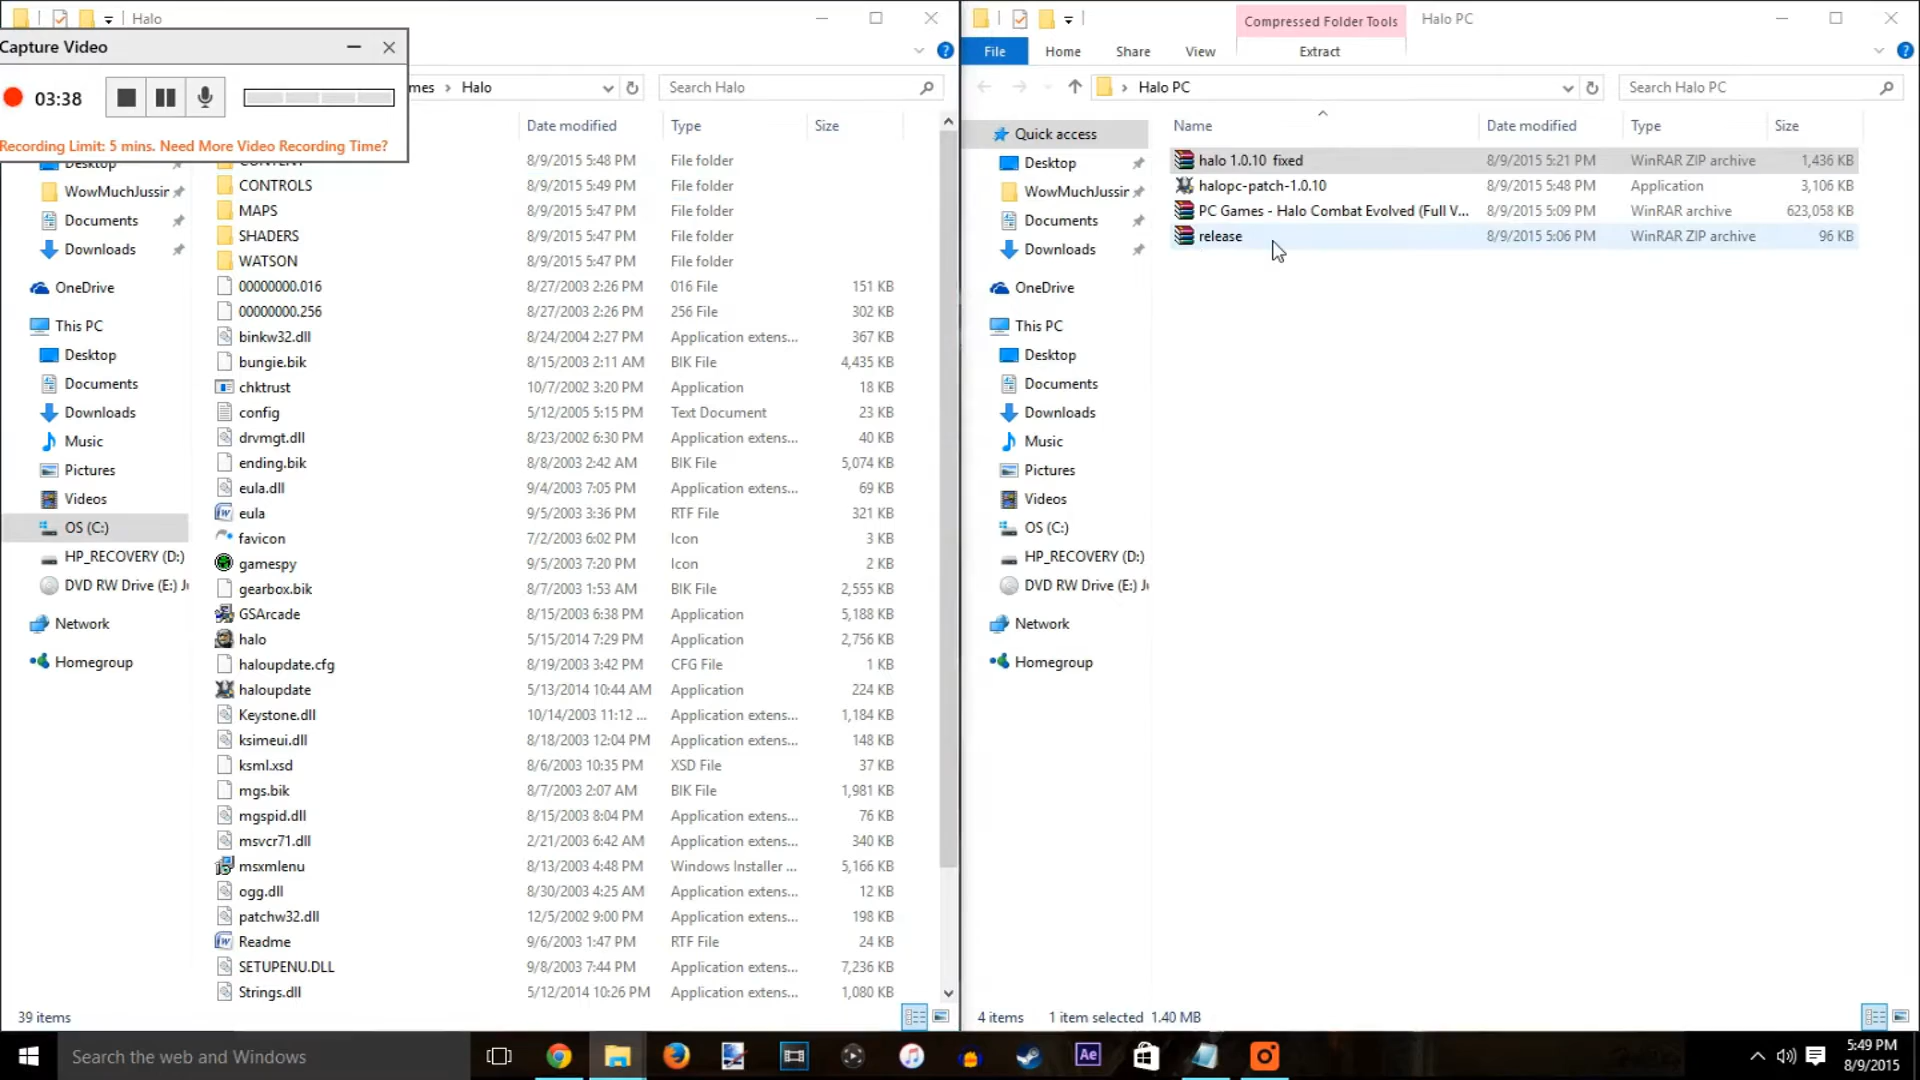 Halo
Capture Video
03:38
Recording Limit: 5 mins. Need More Video Recording Time?
mes › Halo
Search Halo
Date modified
Type
Size
Desktop
WowMuchJussir
Documents
Downloads
OneDrive
This PC
Desktop
Documents
Downloads
Music
Pictures
Videos
OS (C:)
HP_RECOVERY (D:)
DVD RW Drive (E:) Ju
Network
Homegroup
CONTENT 8/9/2015 5:48 PM File folder
CONTROLS 8/9/2015 5:49 PM File folder
MAPS 8/9/2015 5:47 PM File folder
SHADERS 8/9/2015 5:47 PM File folder
WATSON 8/9/2015 5:47 PM File folder
00000000.016 8/27/2003 2:26 PM 016 File 151 KB
00000000.256 8/27/2003 2:26 PM 256 File 302 KB
binkw32.dll 8/24/2004 2:27 PM Application extens... 367 KB
bungie.bik 8/15/2003 2:11 AM BIK File 4,435 KB
chktrust 10/7/2002 3:20 PM Application 18 KB
config 5/12/2005 5:15 PM Text Document 23 KB
drvmgt.dll 8/23/2002 6:30 PM Application extens... 40 KB
ending.bik 8/8/2003 2:42 AM BIK File 5,074 KB
eula.dll 9/4/2003 7:05 PM Application extens... 69 KB
eula 9/5/2003 3:36 PM RTF File 321 KB
favicon 7/2/2003 6:02 PM Icon 3 KB
gamespy 9/5/2003 7:20 PM Icon 2 KB
gearbox.bik 8/7/2003 1:53 AM BIK File 2,555 KB
GSArcade 8/15/2003 6:38 PM Application 5,188 KB
halo 5/15/2014 7:29 PM Application 2,756 KB
haloupdate.cfg 8/19/2003 3:42 PM CFG File 1 KB
haloupdate 5/13/2014 10:44 AM Application 224 KB
Keystone.dll 10/14/2003 11:12 ... Application extens... 1,184 KB
ksimeui.dll 8/18/2003 12:04 PM Application extens... 148 KB
ksml.xsd 8/6/2003 10:35 PM XSD File 37 KB
mgs.bik 8/7/2003 2:07 AM BIK File 1,981 KB
mgspid.dll 8/15/2003 8:04 PM Application extens... 76 KB
msvcr71.dll 2/21/2003 6:42 AM Application extens... 340 KB
msxmlenu 8/13/2003 4:48 PM Windows Installer ... 5,166 KB
ogg.dll 8/30/2003 4:25 AM Application extens... 12 KB
patchw32.dll 12/5/2002 9:00 PM Application extens... 198 KB
Readme 9/6/2003 1:47 PM RTF File 24 KB
SETUPENU.DLL 9/8/2003 7:44 PM Application extens... 7,236 KB
Strings.dll 5/12/2014 10:26 PM Application extens... 1,080 KB
39 items
Compressed Folder Tools
Halo PC
File Home Share View Extract
› Halo PC
Search Halo PC
Name Date modified Type Size
halo 1.0.10 fixed 8/9/2015 5:21 PM WinRAR ZIP archive 1,436 KB
halopc-patch-1.0.10 8/9/2015 5:48 PM Application 3,106 KB
PC Games - Halo Combat Evolved (Full V... 8/9/2015 5:09 PM WinRAR archive 623,058 KB
release 8/9/2015 5:06 PM WinRAR ZIP archive 96 KB
Quick access
Desktop
WowMuchJussir
Documents
Downloads
OneDrive
This PC
Desktop
Documents
Downloads
Music
Pictures
Videos
OS (C:)
HP_RECOVERY (D:)
DVD RW Drive (E:) Ju
Network
Homegroup
4 items 1 item selected 1.40 MB
Search the web and Windows
Ae
5:49 PM
8/9/2015